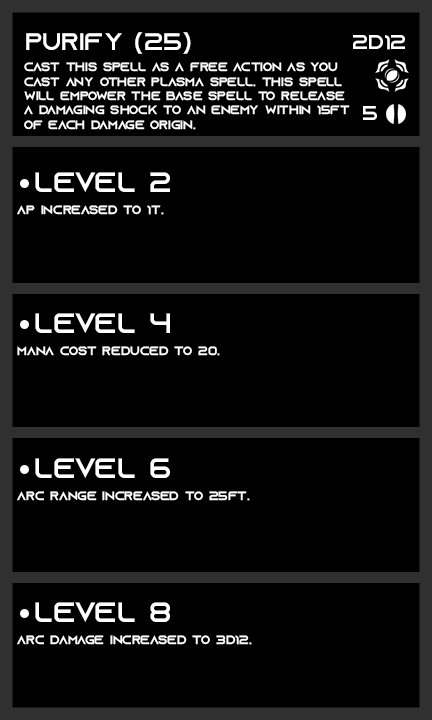 PURIFY (25)
2D12
CAST THIS SPELL AS A FREE ACTION AS YOU
CAST ANY OTHER PLASMA SPELL. THIS SPELL
WILL EMPOWER THE BASE SPELL TO RELEASE
A DAMAGING SHOCK TO AN ENEMY WITHIN 15FT
OF EACH DAMAGE ORIGIN.
5
•LEVEL 2
AP INCREASED TO 1T.
•LEVEL 4
MANA COST REDUCED TO 20.
•LEVEL 6
ARC RANGE INCREASED TO 25FT.
•LEVEL 8
ARC DAMAGE INCREASED TO 3D12.